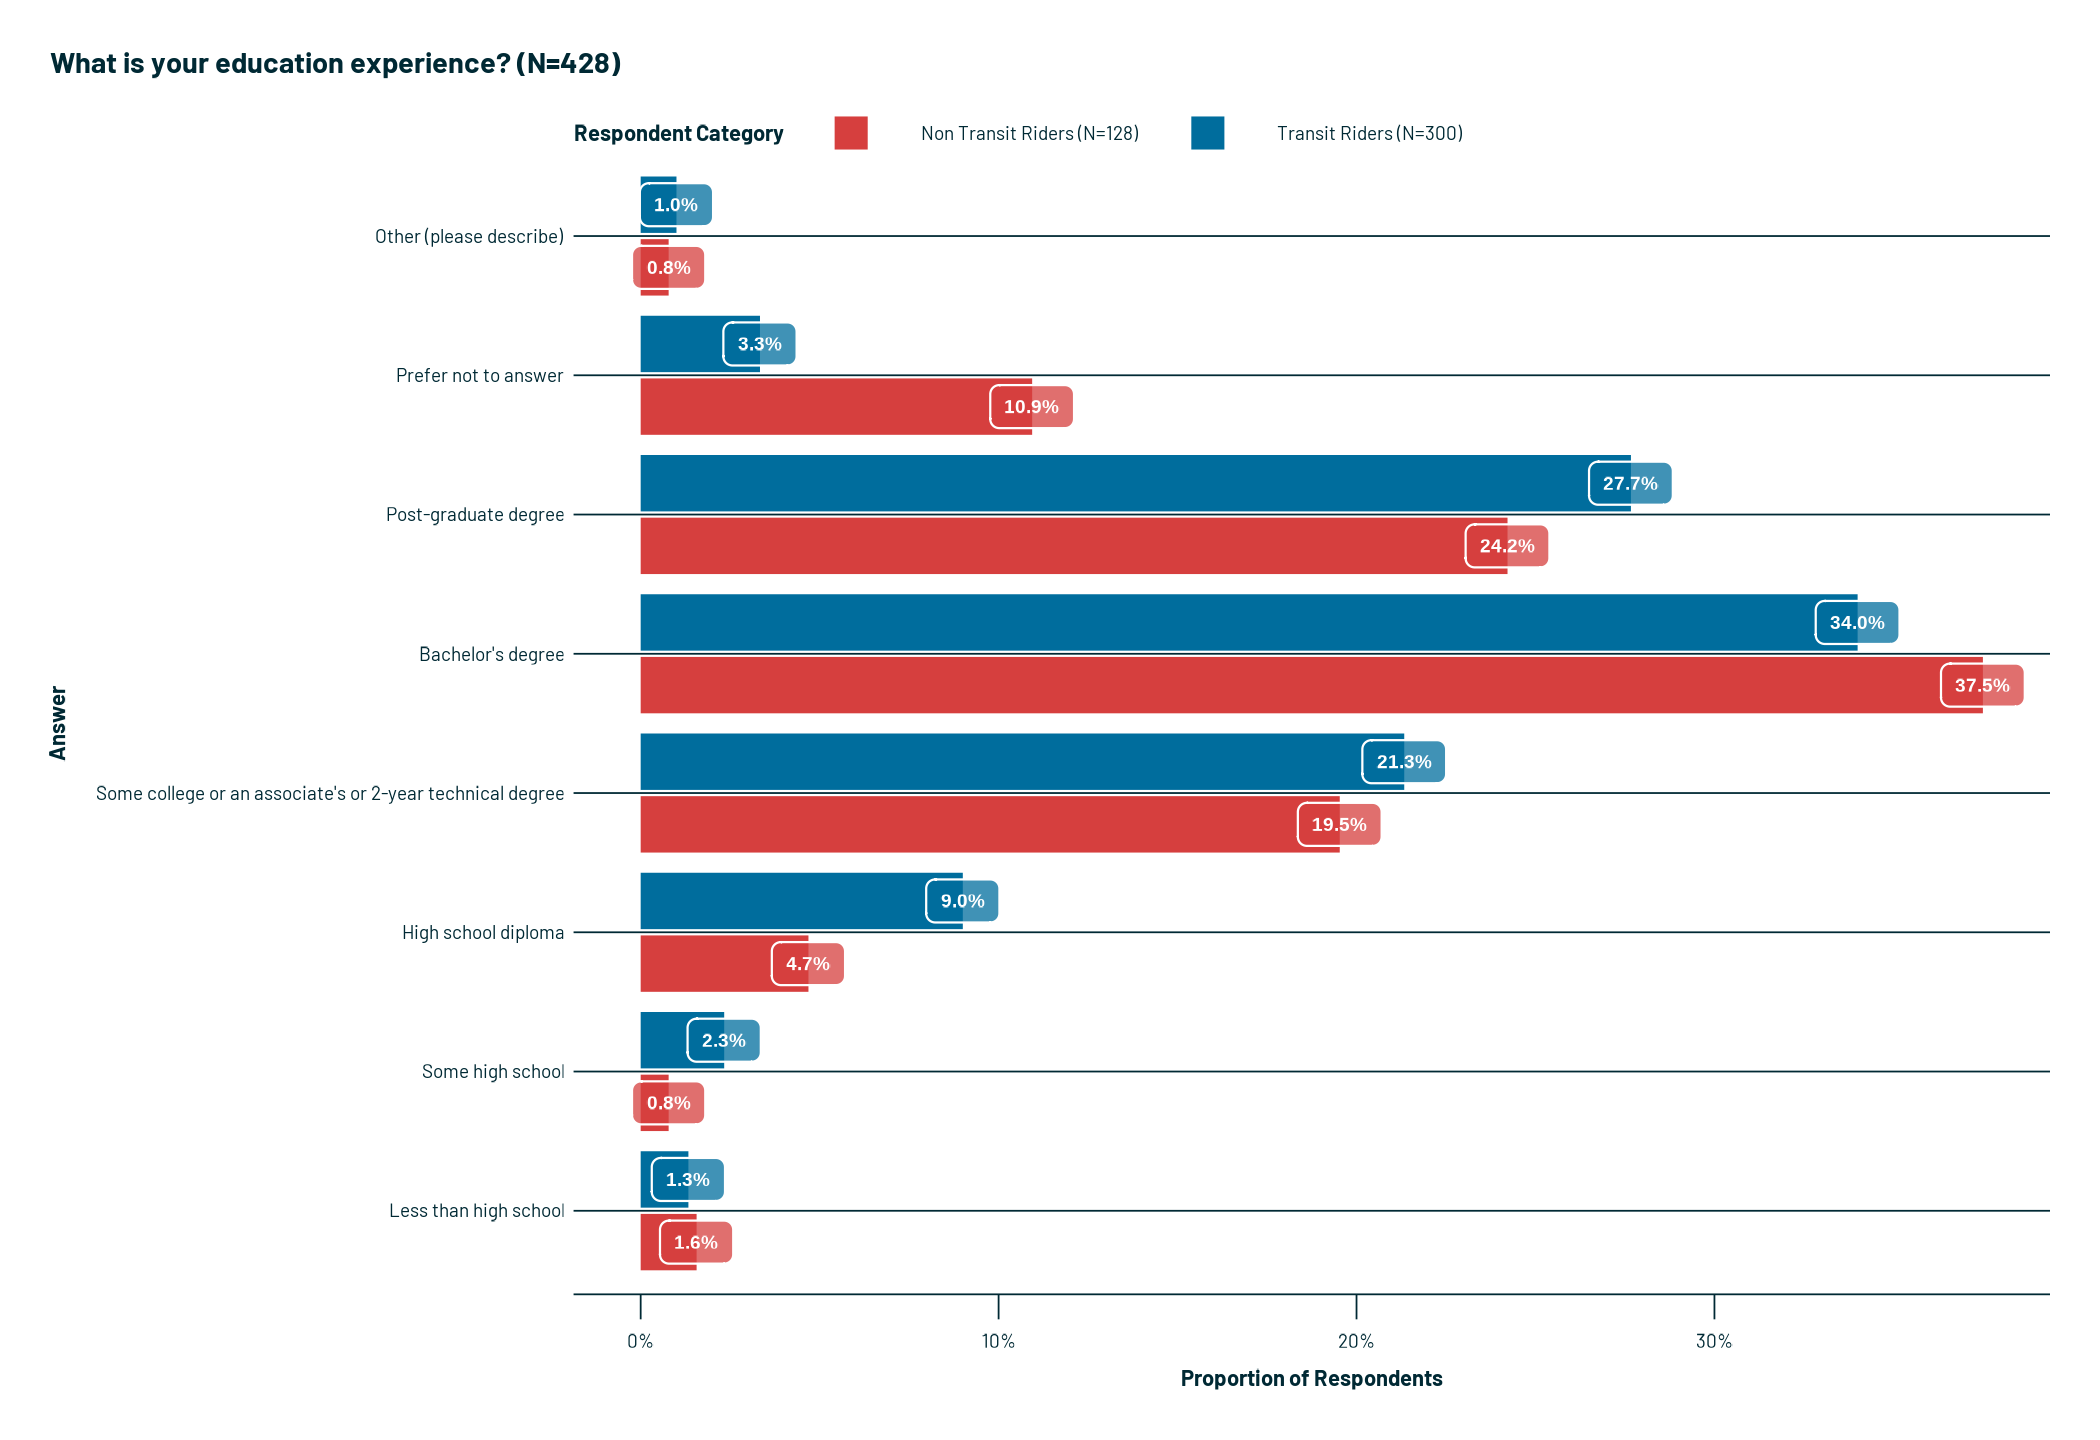 What is your education experience? (N=428)
Respondent Category Non Transit Riders (N=128) Transit Riders (N=300)
1.0%
Other (please describe)
0.8%
3.3%
Prefer not to answer
10.9%
27.7%
Post-graduate degree
24.2%
34.0%
Bachelor's degree
37.5%
Answer
21.3%
Some college or an associate's or 2-year technical degree
19.5%
9.0%
High school diploma
4.7%
2.3%
Some high school
0.8%
1.3%
Less than high school
1.6%
0% 10% 20% 30%
Proportion of Respondents